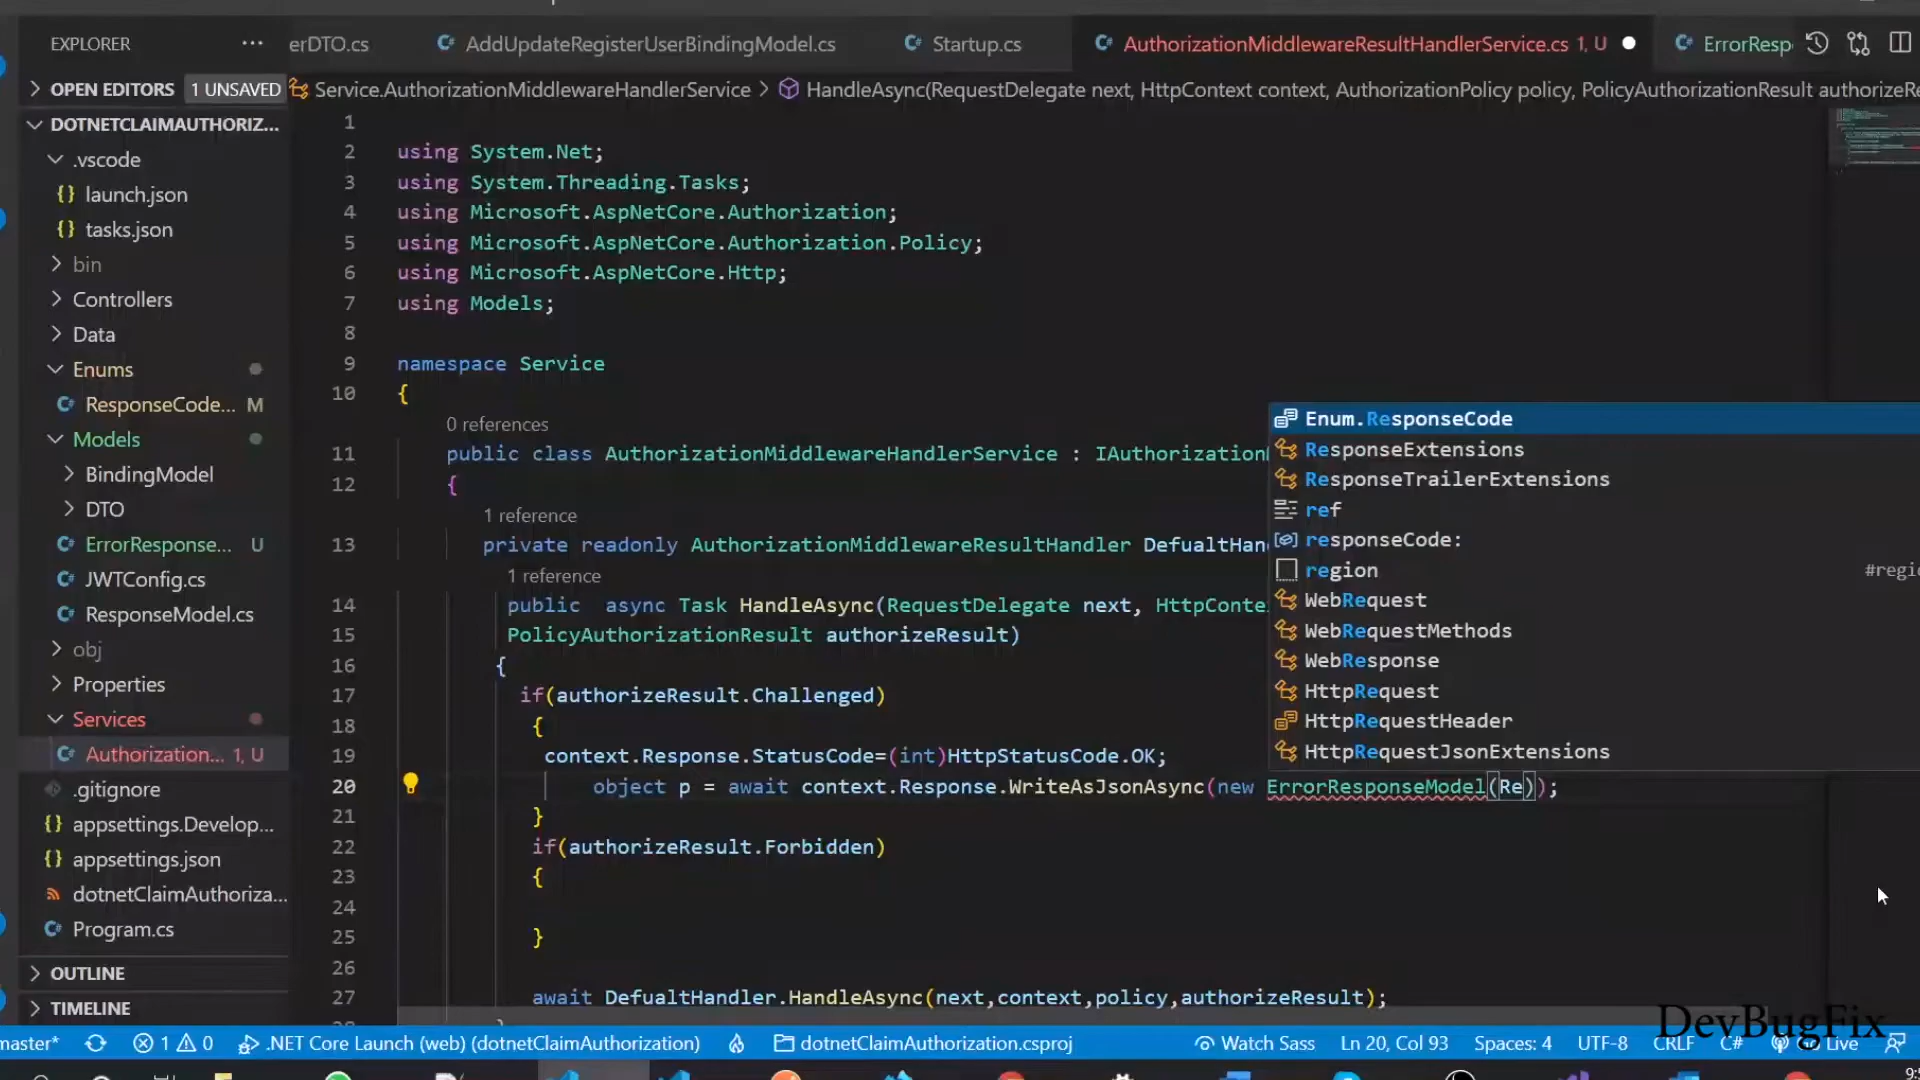 EXPLORER
erDTO.cs
AddUpdateRegisterUserBindingModel.cs
Startup.cs
AuthorizationMiddlewareResultHandlerService.cs 1, U
ErrorResp
OPEN EDITORS 1 UNSAVED
Service.AuthorizationMiddlewareHandlerService > HandleAsync(RequestDelegate next, HttpContext context, AuthorizationPolicy policy, PolicyAuthorizationResult authorizeRe
DOTNETCLAIMAUTHORIZ...
.vscode
launch.json
tasks.json
bin
Controllers
Data
Enums
ResponseCode... M
Models
BindingModel
DTO
ErrorResponse... U
JWTConfig.cs
ResponseModel.cs
obj
Properties
Services
Authorization... 1, U
.gitignore
appsettings.Develop...
appsettings.json
dotnetClaimAuthoriza...
Program.cs
OUTLINE
TIMELINE
1
2 using System.Net;
3 using System.Threading.Tasks;
4 using Microsoft.AspNetCore.Authorization;
5 using Microsoft.AspNetCore.Authorization.Policy;
6 using Microsoft.AspNetCore.Http;
7 using Models;
8
9 namespace Service
10 {
0 references
11 public class AuthorizationMiddlewareHandlerService : IAuthorization
12 {
1 reference
13 private readonly AuthorizationMiddlewareResultHandler DefualtHan
1 reference
14 public async Task HandleAsync(RequestDelegate next, HttpConte
15 PolicyAuthorizationResult authorizeResult)
16 {
17 if(authorizeResult.Challenged)
18 {
19 context.Response.StatusCode=(int)HttpStatusCode.OK;
20 object p = await context.Response.WriteAsJsonAsync(new ErrorResponseModel(Re));
21 }
22 if(authorizeResult.Forbidden)
23 {
24
25 }
26
27 await DefualtHandler.HandleAsync(next,context,policy,authorizeResult);
Enum.ResponseCode
ResponseExtensions
ResponseTrailerExtensions
ref
responseCode:
region #regio
WebRequest
WebRequestMethods
WebResponse
HttpRequest
HttpRequestHeader
HttpRequestJsonExtensions
DevBugFix
master* 1 0 .NET Core Launch (web) (dotnetClaimAuthorization) dotnetClaimAuthorization.csproj Watch Sass Ln 20, Col 93 Spaces: 4 UTF-8 CRLF C# Live